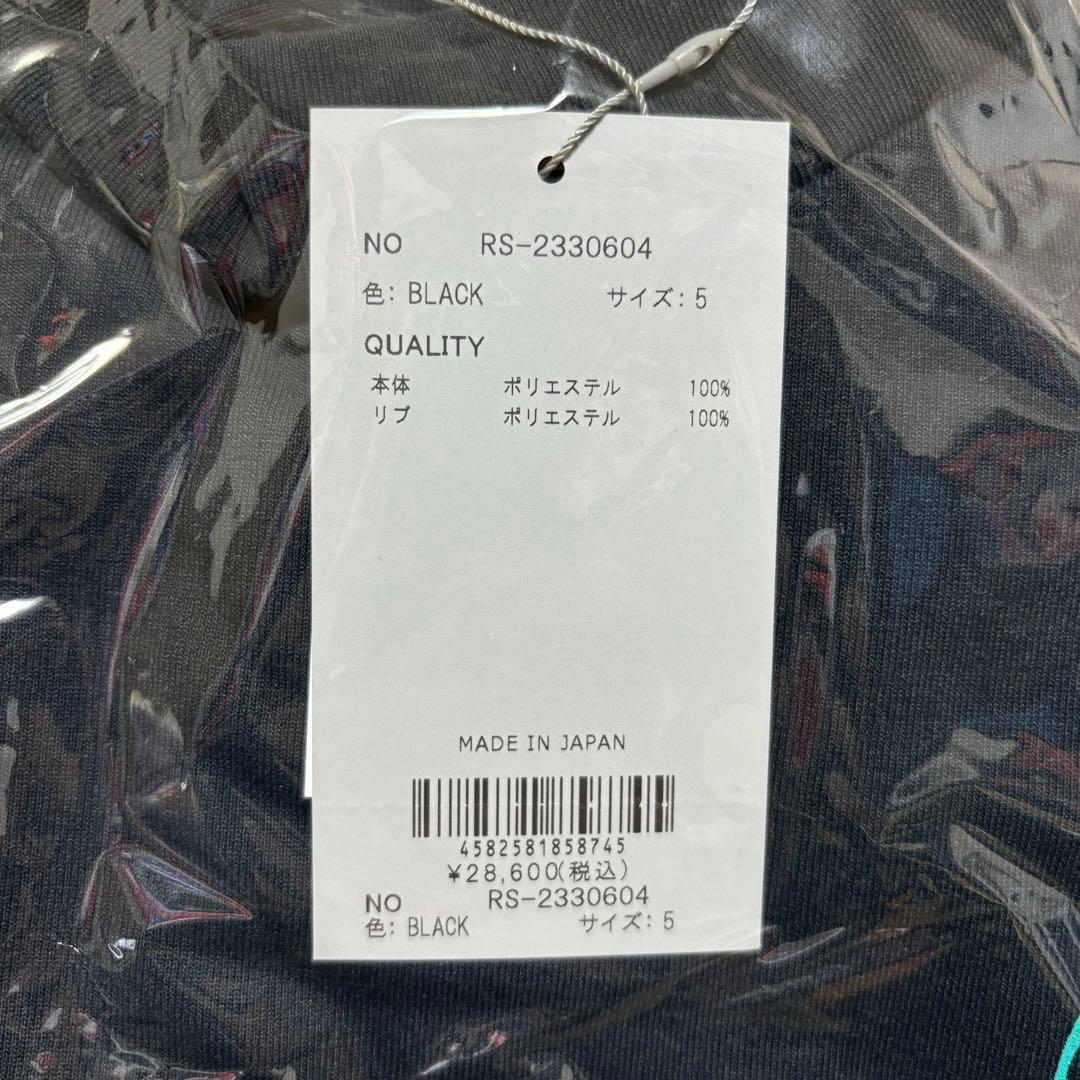 NO RS-2330604
色: BLACK サイズ: 5
QUALITY
本体 ポリエステル 100%
リブ ポリエステル 100%
MADE IN JAPAN
4582581858745
¥28,600(税込)
NO RS-2330604
色: BLACK サイズ: 5